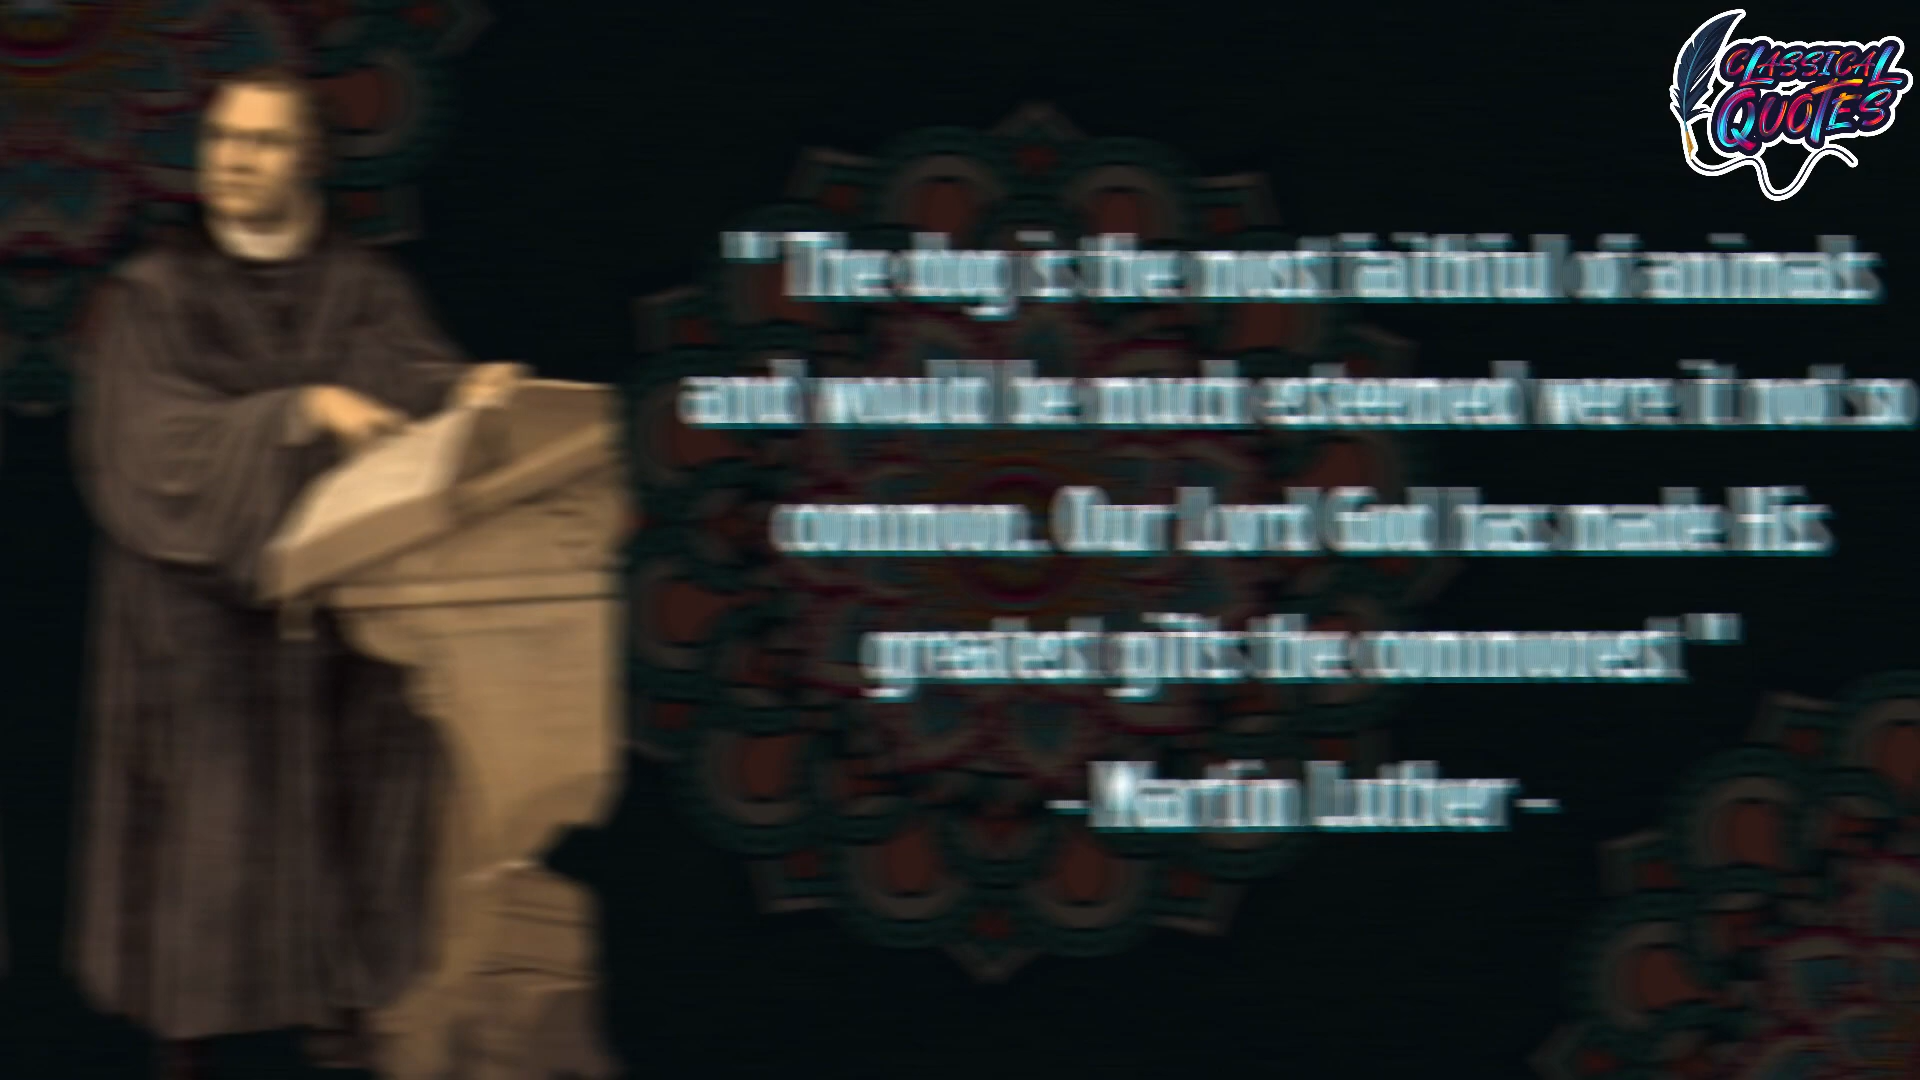 CLASSICAL
QUOTES
"The dog is the most faithful of animals
and would be much esteemed were it not so
common. Our Lord God has made His
greatest gifts the commonest"
-Martin Luther-